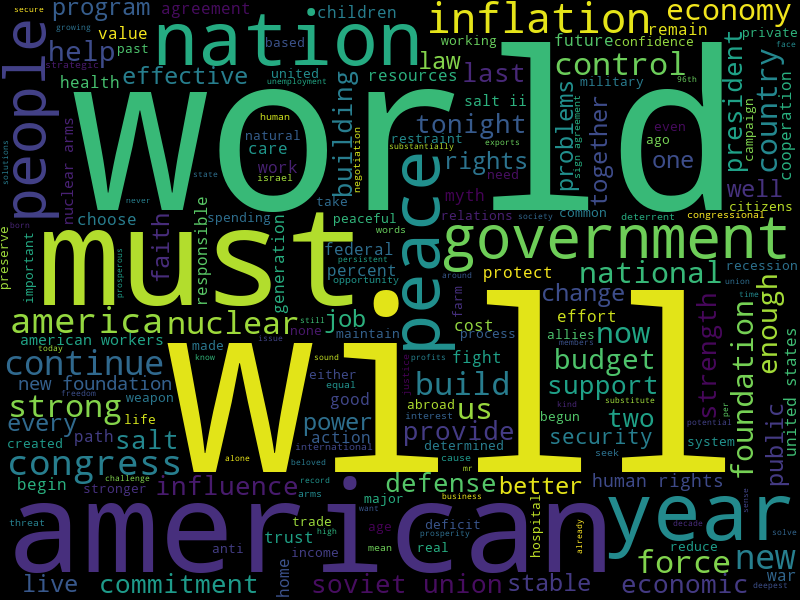 secure
program
agreement
children
inflation
economy
strategic
value
past
nation
based
working
remain
private
growing
people
help
effective
united
unemployment
law
last
future
confidence
control
face
health
resources
salt ii
military
president
campaign
country
cooperation
solutions
nuclear arms
world
human
natural
care
work
israel
building
negotiation
restraint
substantially
tonight
exports
rights
problems
sign agreement
together
even
ago
one
96th
never
state
take
need
myth
well
choose
spending
peaceful
words
relations
society
common
deterrent
congressional
citizens
preserve
born
important
must
prosperous
faith
responsible
generation
federal
persistent
percent
opportunity
peace
government
around
farm
protect
national
recession
union
time
america
nuclear
still
none
job
maintain
cost
process
change
effort
allies
members
now
strength
foundation
enough
united states
american workers
today
made
know
issue
will
sound
either
equal
profits
justice
fight
budget
continue
new foundation
weapon
freedom
good
abroad
interest
build
us
begun
substitute
kind
support
two
per
potential
strong
every
life
path
created
salt
power
action
international
determined
provide
cause
mr
security
seek
system
public
congress
alone
beloved
begin
challenge
stronger
influence
record
arms
defense
business
better
human rights
american
want
major
year
decade
sense
solve
threat
trade
trust
high
age
deficit
prosperity
hospital
already
reduce
new
war
anti
income
mean
real
force
live
commitment
home
soviet union
stable
economic
deepest